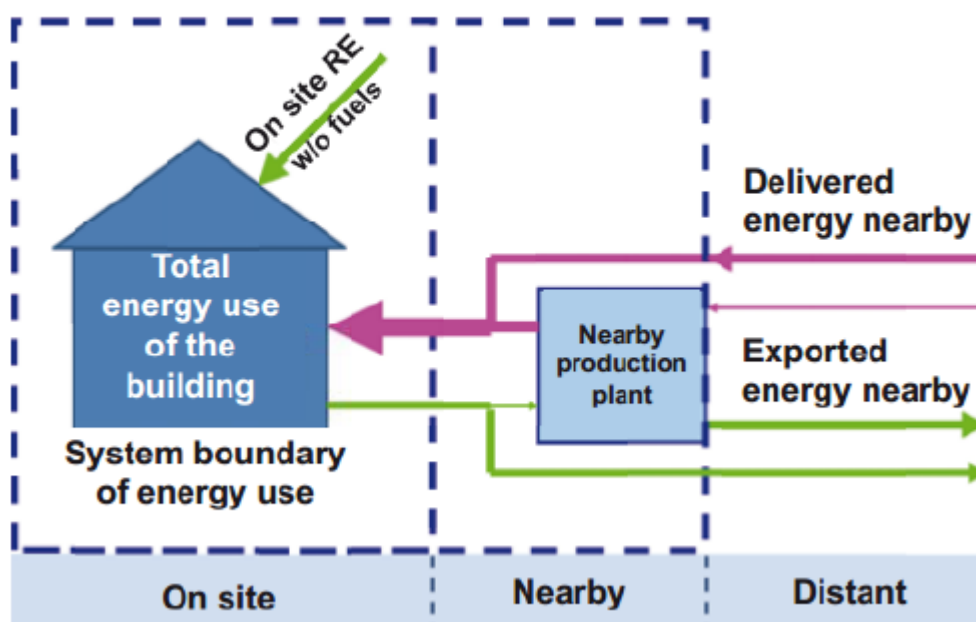 On site RE
w/o fuels
Total
energy use
of the
building
System boundary
of energy use
Nearby
production
plant
Delivered
energy nearby
Exported
energy nearby
On site
Nearby
Distant